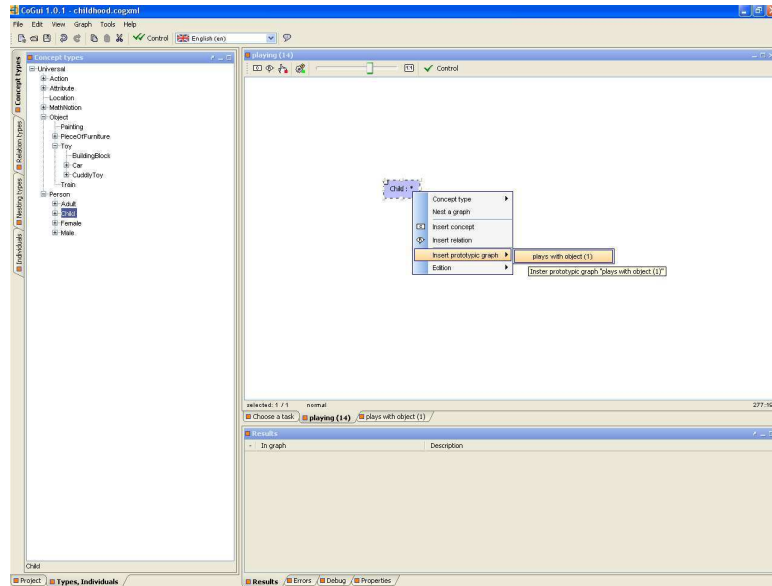 CoGui 1.0.1 - childhood.cogxml
File Edit View Graph Tools Help
Control English (en)
Concept types
Universal
Action
Attribute
Location
MathNotion
Object
Painting
PieceOfFurniture
Toy
BuildingBlock
Car
CuddlyToy
Train
Person
Adult
Child
Female
Male
Concept types
Relation types
Nesting types
Individuals
Child
Project Types, Individuals
playing (14)
1:1 Control
Child : *
Concept type
Nest a graph
Insert concept
Insert relation
Insert prototypic graph
Edition
plays with object (1)
Inster prototypic graph "plays with object (1)"
selected: 1 / 1 normal
Choose a task playing (14) plays with object (1)
Results
- In graph Description
Results Errors Debug Properties